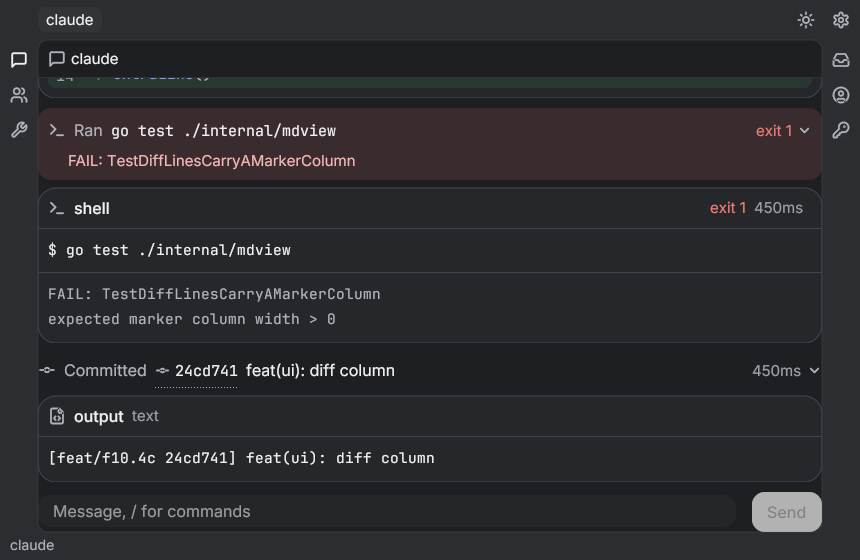 claude
claude
Ran go test ./internal/mdview exit 1
FAIL: TestDiffLinesCarryAMarkerColumn
shell exit 1 450ms
$ go test ./internal/mdview
FAIL: TestDiffLinesCarryAMarkerColumn
expected marker column width > 0
Committed 24cd741 feat(ui): diff column 450ms
output text
[feat/f10.4c 24cd741] feat(ui): diff column
Message, / for commands Send
claude